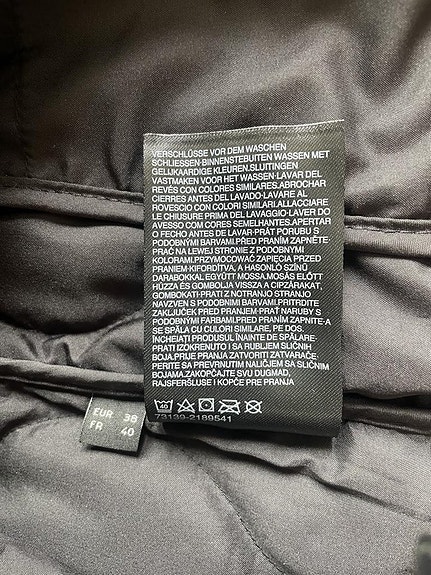 VERSCHLÜSSE VOR DEM WASCHEN
SCHLIESSEN-BINNENSTEBUITEN WASSEN MET
GELIJKAARDIGE KLEUREN.SLUITINGEN
VASTMAKEN VOOR HET WASSEN-LAVAR DEL
REVÉS CON COLORES SIMILARES.ABROCHAR
CIERRES ANTES DEL LAVADO-LAVARE AL
ROVESCIO CON COLORI SIMILARI.ALLACCIARE
LE CHIUSURE PRIMA DEL LAVAGGIO-LAVER DO
AVESSO COM CORES SEMELHANTES.APERTAR
O FECHO ANTES DE LAVAR-PRÁT PORUBU S
PODOBNÝMI BARVAMI.PŘED PRANÍM ZAPNĚTE-
PRAĆ NA LEWEJ STRONIE Z PODOBNYMI
KOLORAMI.PRZYMOCOWAĆ ZAPIĘCIA PRZED
PRANIEM-KIFORDÍTVA, A HASONLÓ SZÍNŰ
DARABOKKAL EGYÜTT MOSSA.MOSÁS ELŐTT
HÚZZA ÉS GOMBOLJA VISSZA A CIPZÁRAKAT,
GOMBOKAT!-PRATI Z NOTRANJO STRANJO
NAVZVEN S PODOBNIMI BARVAMI.PRITRDITE
ZAKLJUČEK PRED PRANJEM-PRAŤ NARUBY S
PODOBNÝMI FARBAMI.PRED PRANÍM ZAPNITE-A
SE SPĂLA CU CULORI SIMILARE, PE DOS.
ÎNCHEIAȚI PRODUSUL ÎNAINTE DE SPĂLARE-
PRATI IZOKRENUTO I SA RUBLJEM SLIČNIH
BOJA.PRIJE PRANJA ZATVORITI ZATVARAČE-
PERITE SA PREVRNUTIM NALIČJEM SA SLIČNIM
BOJAMA.ZAKOPČAJTE SVU DUGMAD,
RAJSFERŠLUSE I KOPČE PRE PRANJA
40
73139-2189541
EUR 38
FR 40